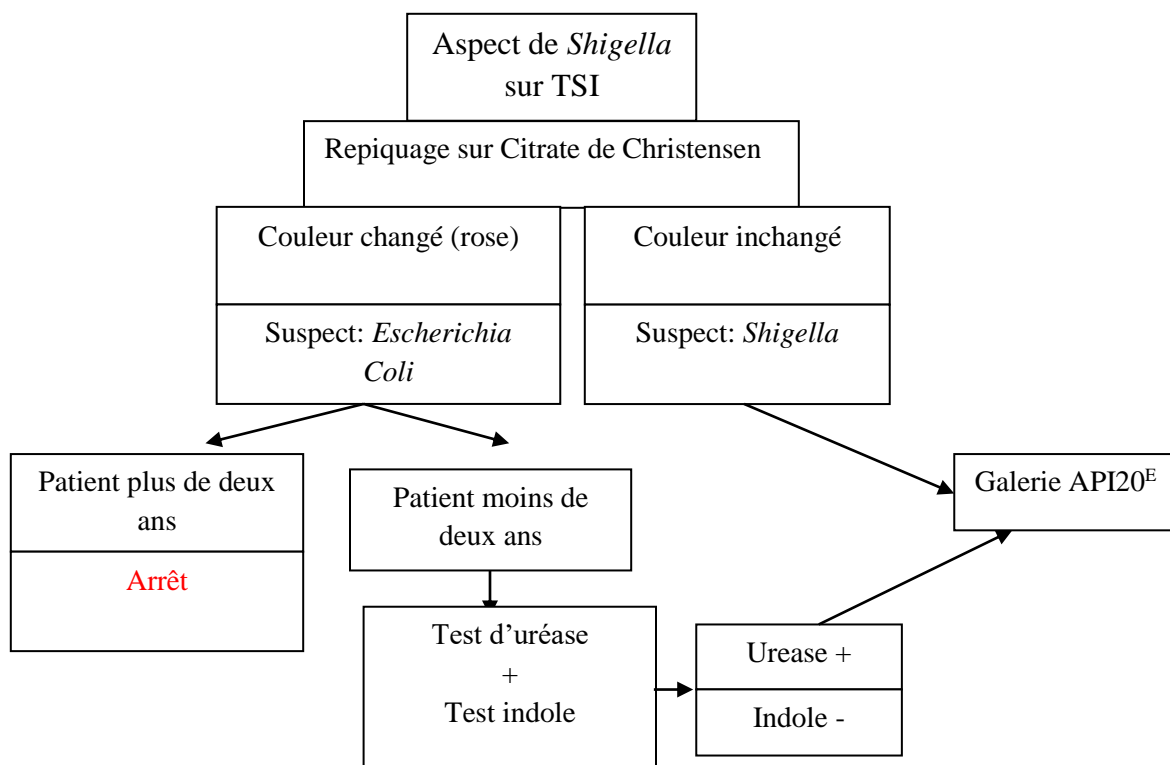 Aspect de Shigella
sur TSI
Repiquage sur Citrate de Christensen
Couleur changé (rose)
Couleur inchangé
Suspect: Escherichia
Coli
Suspect: Shigella
Patient plus de deux
ans
Arrêt
Patient moins de
deux ans
Galerie API20ᴱ
Test d’uréase
+
Test indole
Urease +
Indole -